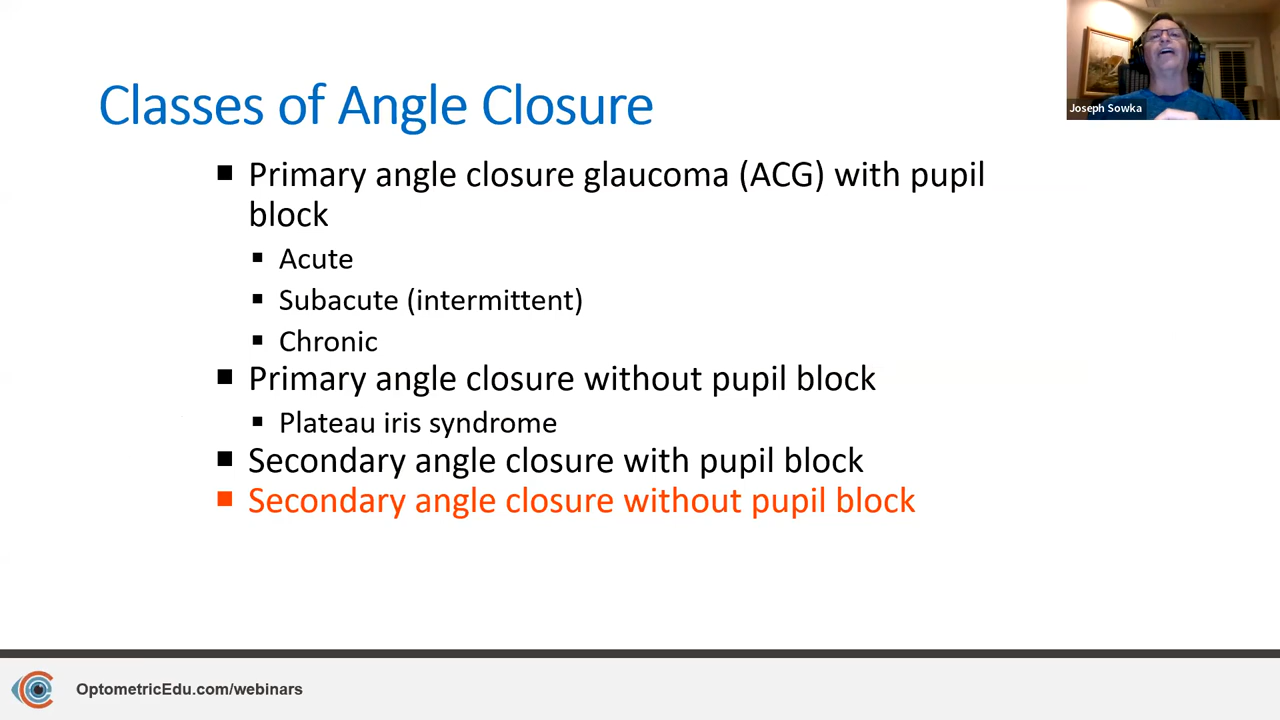 Joseph Sowka
Classes of Angle Closure
■ Primary angle closure glaucoma (ACG) with pupil
block
▪ Acute
▪ Subacute (intermittent)
▪ Chronic
■ Primary angle closure without pupil block
▪ Plateau iris syndrome
■ Secondary angle closure with pupil block
■ Secondary angle closure without pupil block
OptometricEdu.com/webinars